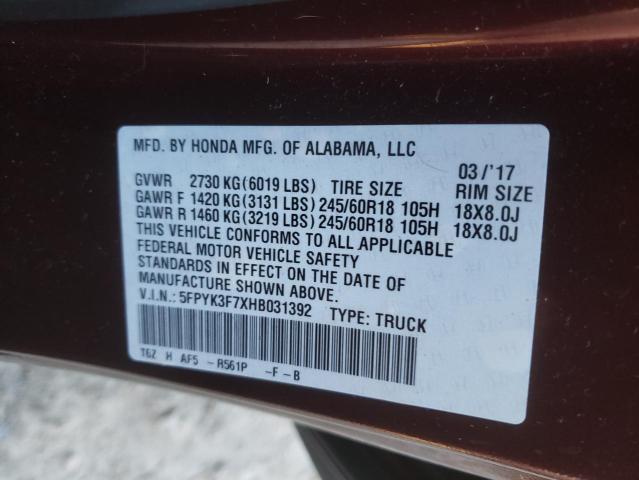 MFD. BY HONDA MFG. OF ALABAMA, LLC
03/'17
GVWR 2730 KG(6019 LBS) TIRE SIZE RIM SIZE
GAWR F 1420 KG(3131 LBS)245/60R18 105H 18X8.0J
GAWR R 1460 KG(3219 LBS)245/60R18 105H 18X8.0J
THIS VEHICLE CONFORMS TO ALL APPLICABLE
FEDERAL MOTOR VEHICLE SAFETY
STANDARDS IN EFFECT ON THE DATE OF
MANUFACTURE SHOWN ABOVE.
V.I.N.: 5FPYK3F7XHB031392 TYPE: TRUCK
T6Z H AF5 -R561P -F-B